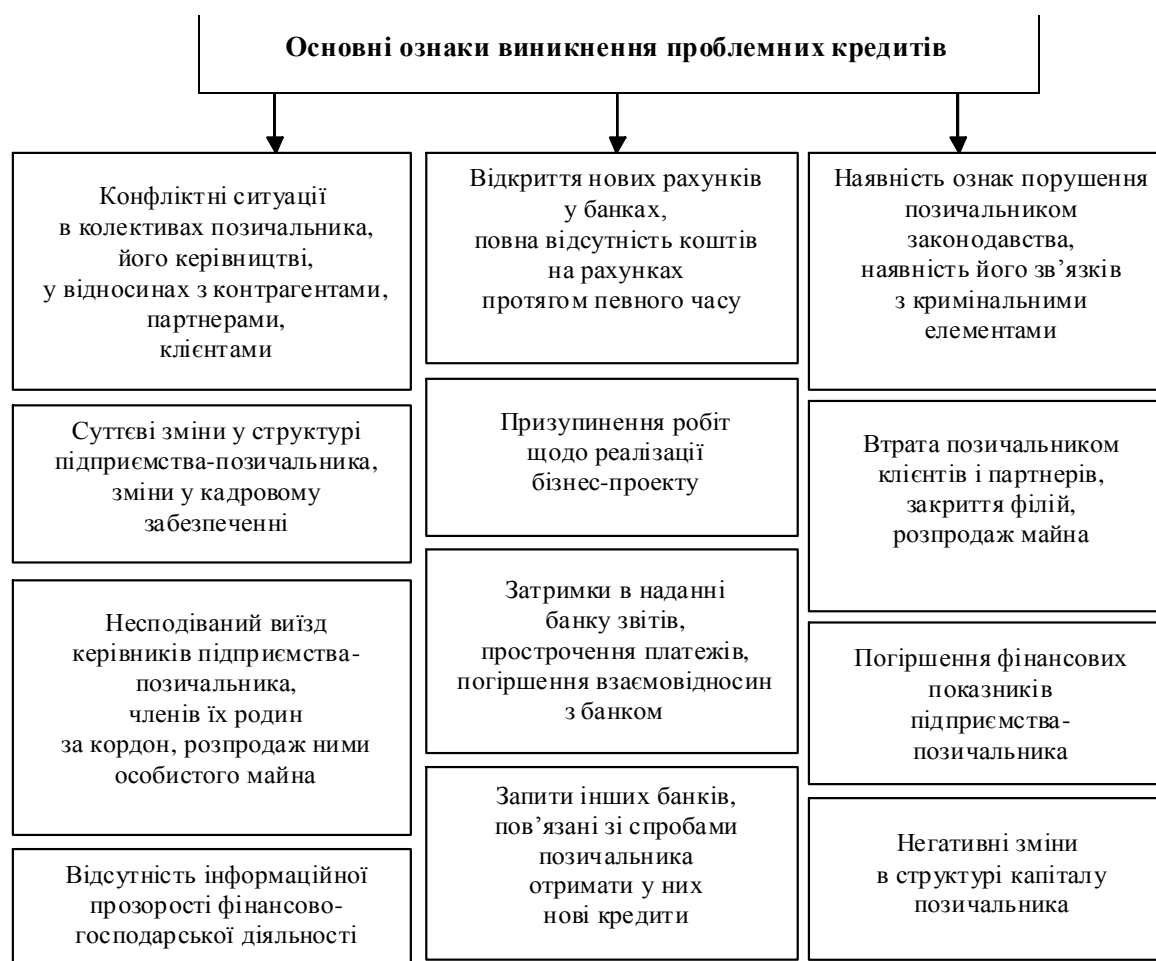 Основні ознаки виникнення проблемних кредитів
Конфліктні ситуації
в колективах позичальника,
його керівництві,
у відносинах з контрагентами,
партнерами,
клієнтами
Суттєві зміни у структурі
підприємства-позичальника,
зміни у кадровому
забезпеченні
Несподіваний виїзд
керівників підприємства-
позичальника,
членів їх родин
за кордон, розпродаж ними
особистого майна
Відсутність інформаційної
прозорості фінансово-
господарської діяльності
Відкриття нових рахунків
у банках,
повна відсутність коштів
на рахунках
протягом певного часу
Призупинення робіт
щодо реалізації
бізнес-проекту
Затримки в наданні
банку звітів,
прострочення платежів,
погіршення взаємовідносин
з банком
Запити інших банків,
пов’язані зі спробами
позичальника
отримати у них
нові кредити
Наявність ознак порушення
позичальником
законодавства,
наявність його зв’язків
з кримінальними
елементами
Втрата позичальником
клієнтів і партнерів,
закриття філій,
розпродаж майна
Погіршення фінансових
показників
підприємства-
позичальника
Негативні зміни
в структурі капіталу
позичальника